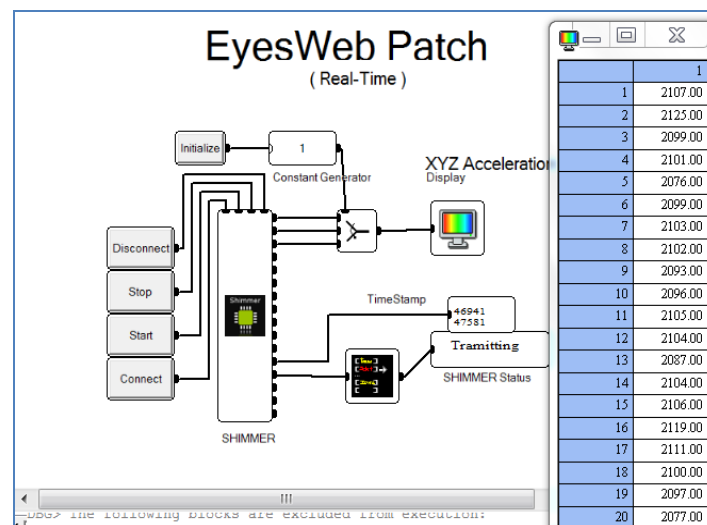 EyesWeb Patch
( Real-Time )
Initialize
1
Constant Generator
XYZ Acceleration
Display
Disconnect
Stop
Start
Connect
Shimmer
SHIMMER
TimeStamp
46941
47581
Tramitting
SHIMMER Status
1
1 2107.00
2 2125.00
3 2099.00
4 2101.00
5 2076.00
6 2099.00
7 2103.00
8 2102.00
9 2093.00
10 2096.00
11 2105.00
12 2104.00
13 2087.00
14 2104.00
15 2106.00
16 2119.00
17 2111.00
18 2100.00
19 2097.00
20 2077.00
DBG> The following blocks are excluded from execution: